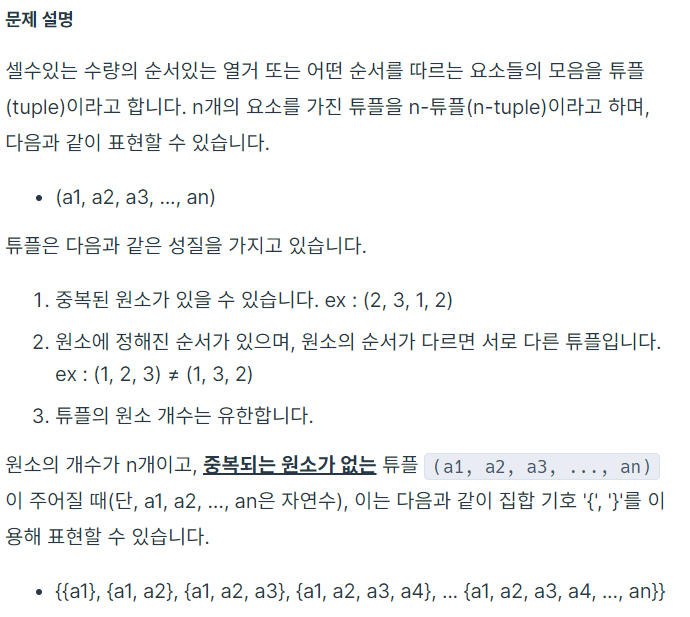 문제 설명
셀수있는 수량의 순서있는 열거 또는 어떤 순서를 따르는 요소들의 모음을 튜플
(tuple)이라고 합니다. n개의 요소를 가진 튜플을 n-튜플(n-tuple)이라고 하며,
다음과 같이 표현할 수 있습니다.
• (a1, a2, a3, ..., an)
튜플은 다음과 같은 성질을 가지고 있습니다.
1. 중복된 원소가 있을 수 있습니다. ex : (2, 3, 1, 2)
2. 원소에 정해진 순서가 있으며, 원소의 순서가 다르면 서로 다른 튜플입니다.
ex : (1, 2, 3) ≠ (1, 3, 2)
3. 튜플의 원소 개수는 유한합니다.
원소의 개수가 n개이고, 중복되는 원소가 없는 튜플 (a1, a2, a3, ..., an)
이 주어질 때(단, a1, a2, ..., an은 자연수), 이는 다음과 같이 집합 기호 '{', '}'를 이
용해 표현할 수 있습니다.
• {{a1}, {a1, a2}, {a1, a2, a3}, {a1, a2, a3, a4}, ... {a1, a2, a3, a4, ..., an}}